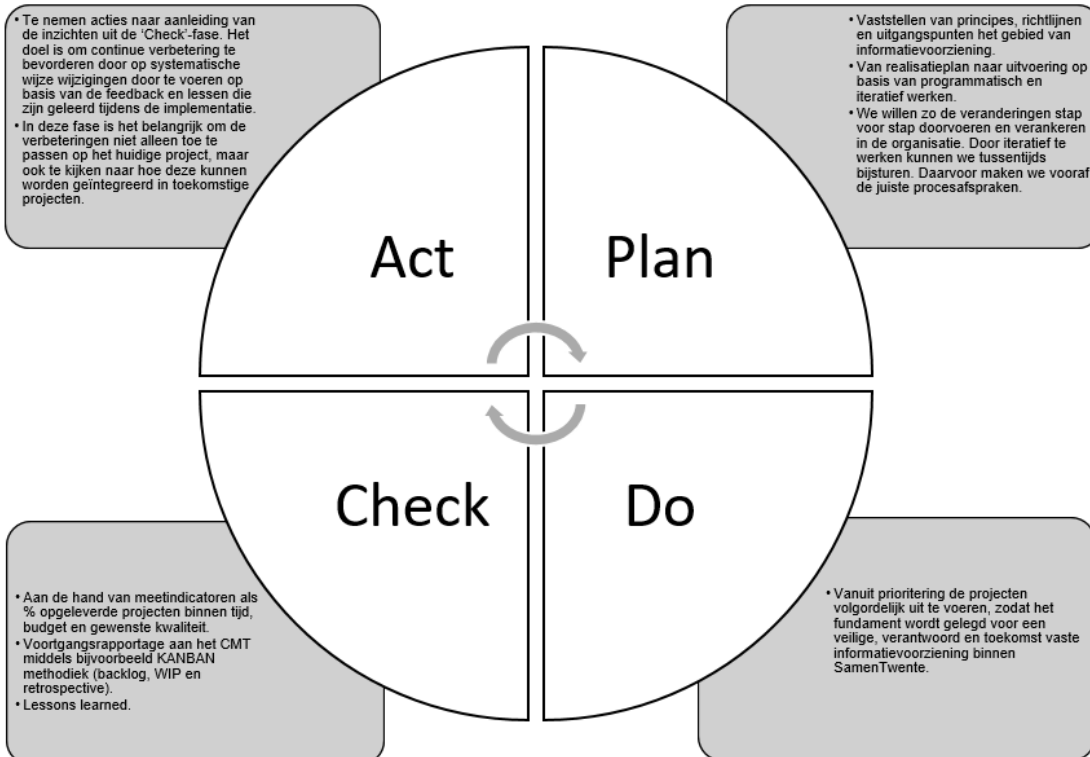 • Te nemen acties naar aanleiding van
de inzichten uit de ‘Check’-fase. Het
doel is om continue verbetering te
bevorderen door op systematische
wijze wijzigingen door te voeren op
basis van de feedback en lessen die
zijn geleerd tijdens de implementatie.
• In deze fase is het belangrijk om de
verbeteringen niet alleen toe te
passen op het huidige project, maar
ook te kijken naar hoe deze kunnen
worden geïntegreerd in toekomstige
projecten.
• Vaststellen van principes, richtlijnen
en uitgangspunten het gebied van
informatievoorziening.
• Van realisatieplan naar uitvoering op
basis van programmatisch en
iteratief werken.
• We willen zo de veranderingen stap
voor stap doorvoeren en verankeren
in de organisatie. Door iteratief te
werken kunnen we tussentijds
bijsturen. Daarvoor maken we vooraf
de juiste procesafspraken.
Act
Plan
Check
Do
• Aan de hand van meetindicatoren als
% opgeleverde projecten binnen tijd,
budget en gewenste kwaliteit.
• Voortgangsrapportage aan het CMT
middels bijvoorbeeld KANBAN
methodiek (backlog, WIP en
retrospective).
• Lessons learned.
• Vanuit prioritering de projecten
volgordelijk uit te voeren, zodat het
fundament wordt gelegd voor een
veilige, verantwoord en toekomst vaste
informatievoorziening binnen
SamenTwente.